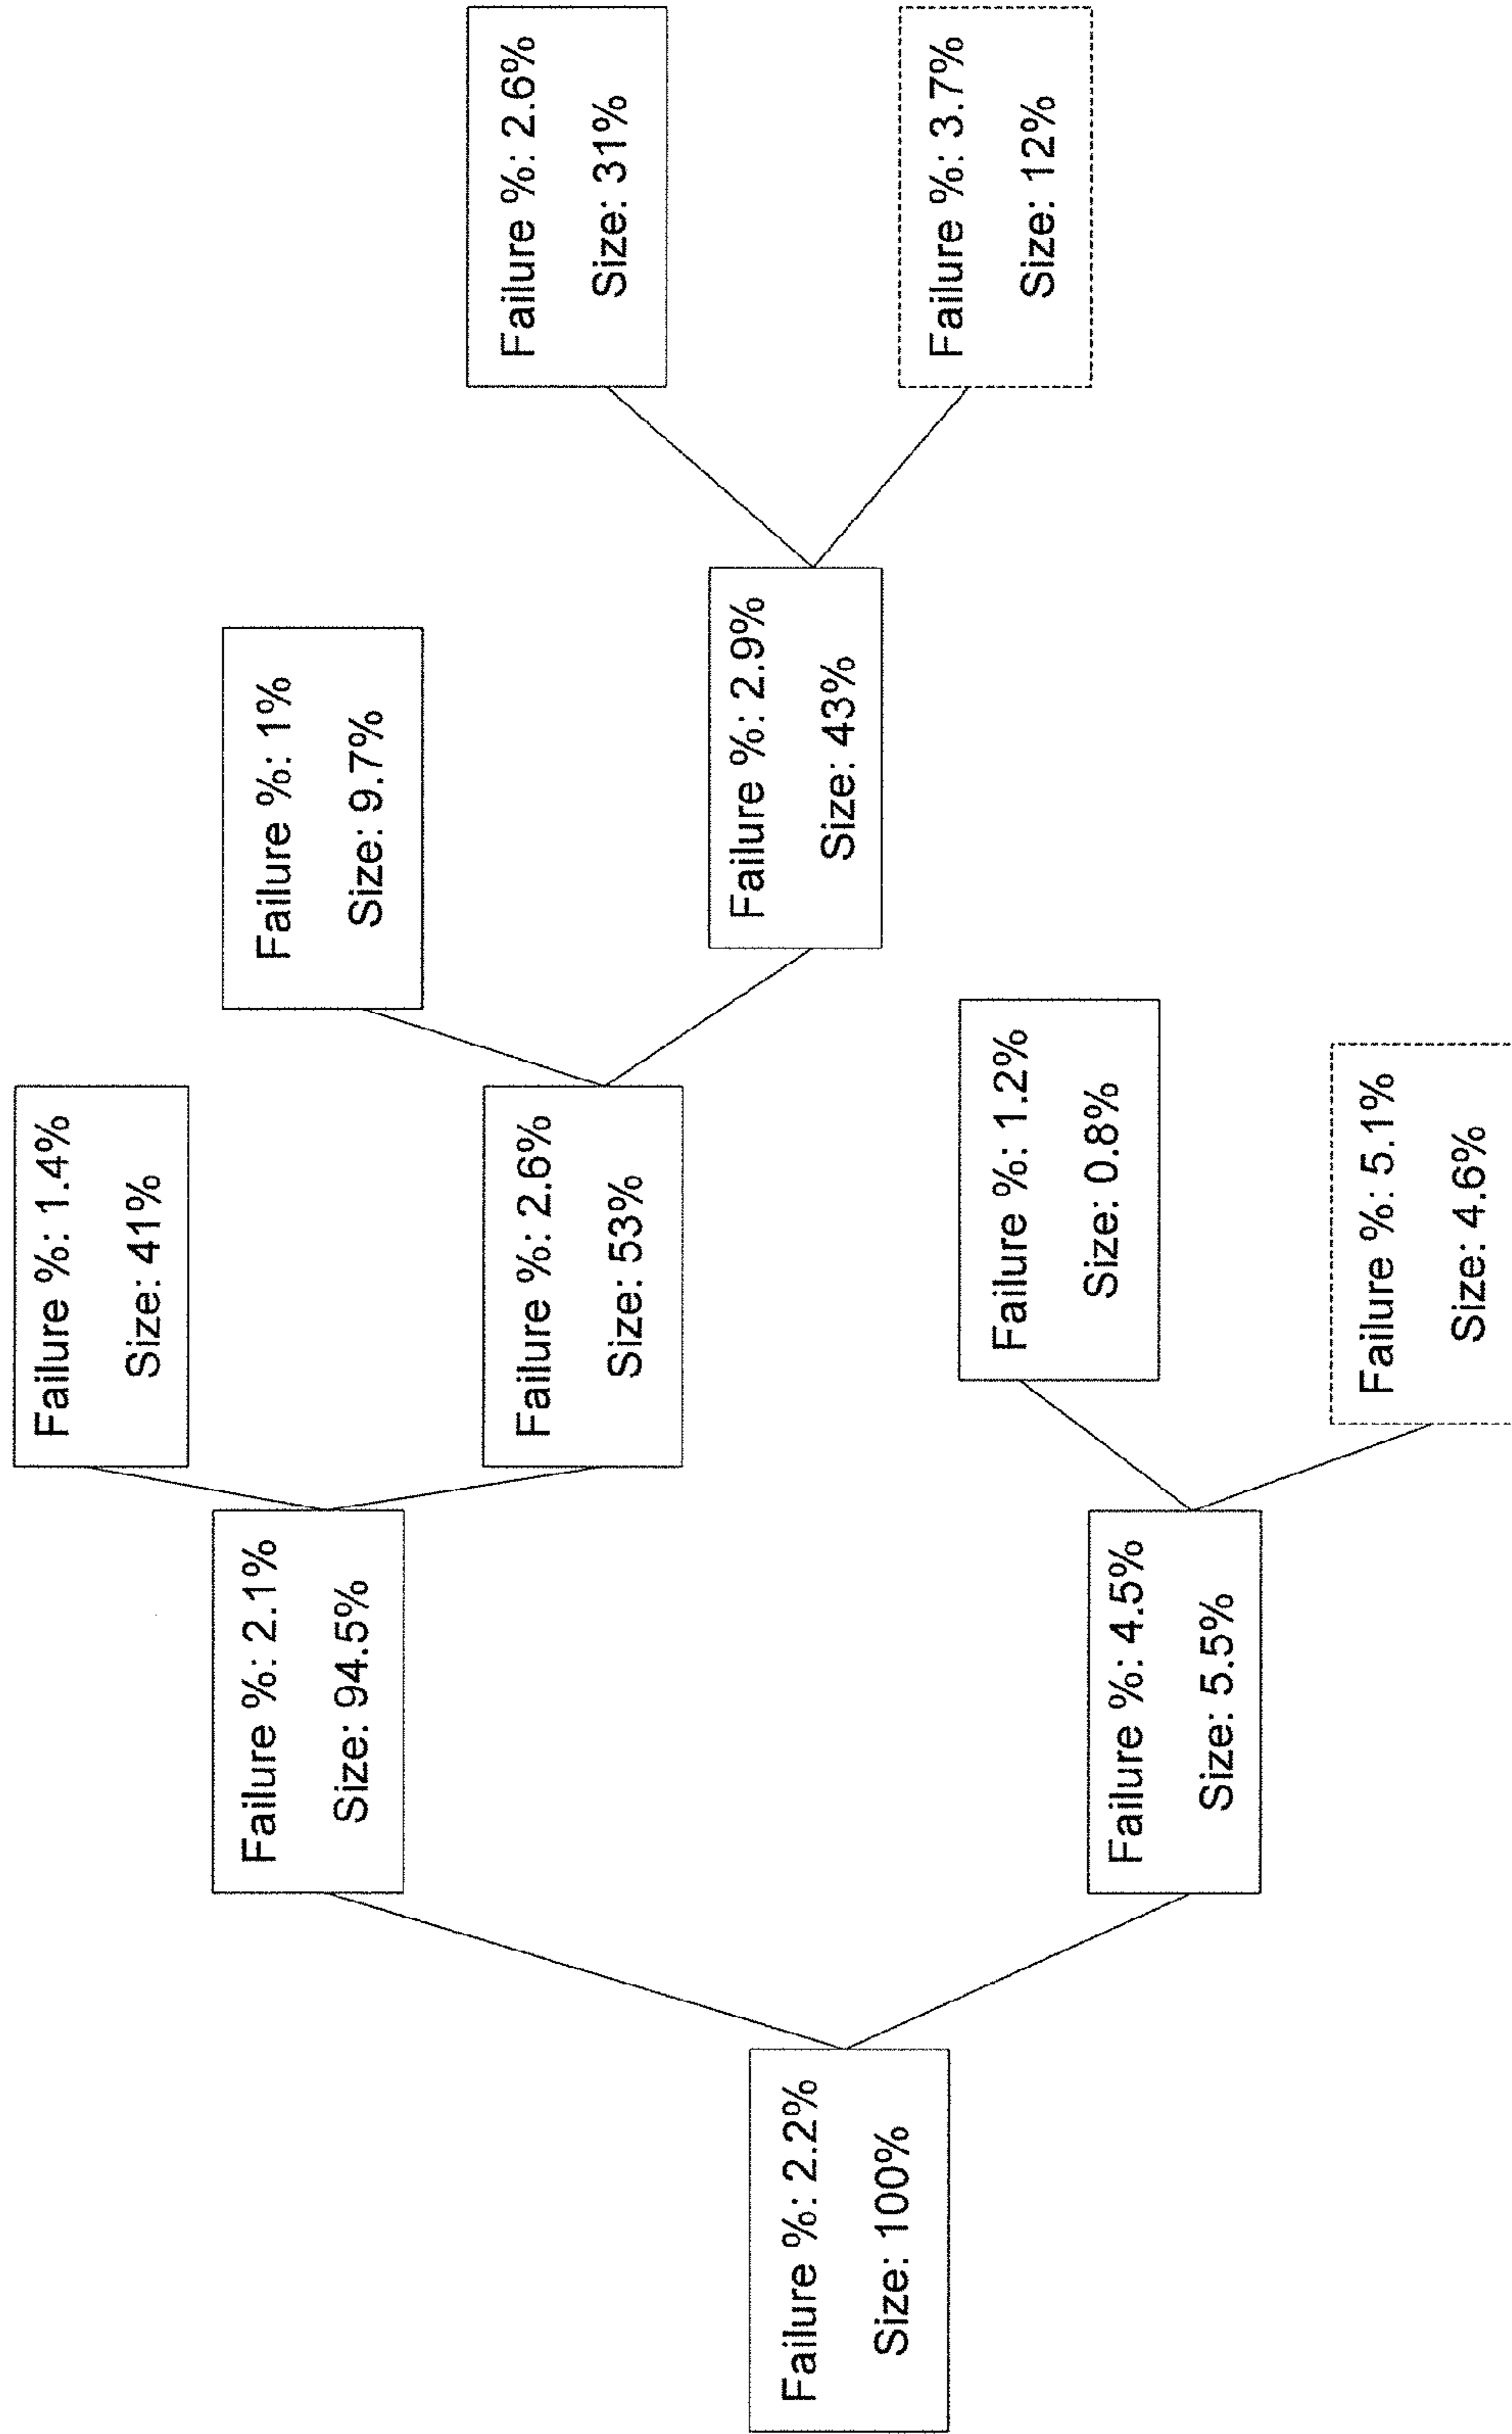 Failure %: 2.2%
Size: 100%
Failure %: 2.1%
Size: 94.5%
Failure %: 4.5%
Size: 5.5%
Failure %: 1.4%
Size: 41%
Failure %: 2.6%
Size: 53%
Failure %: 1.2%
Size: 0.8%
Failure %: 5.1%
Size: 4.6%
Failure %: 1%
Size: 9.7%
Failure %: 2.9%
Size: 43%
Failure %: 2.6%
Size: 31%
Failure %: 3.7%
Size: 12%